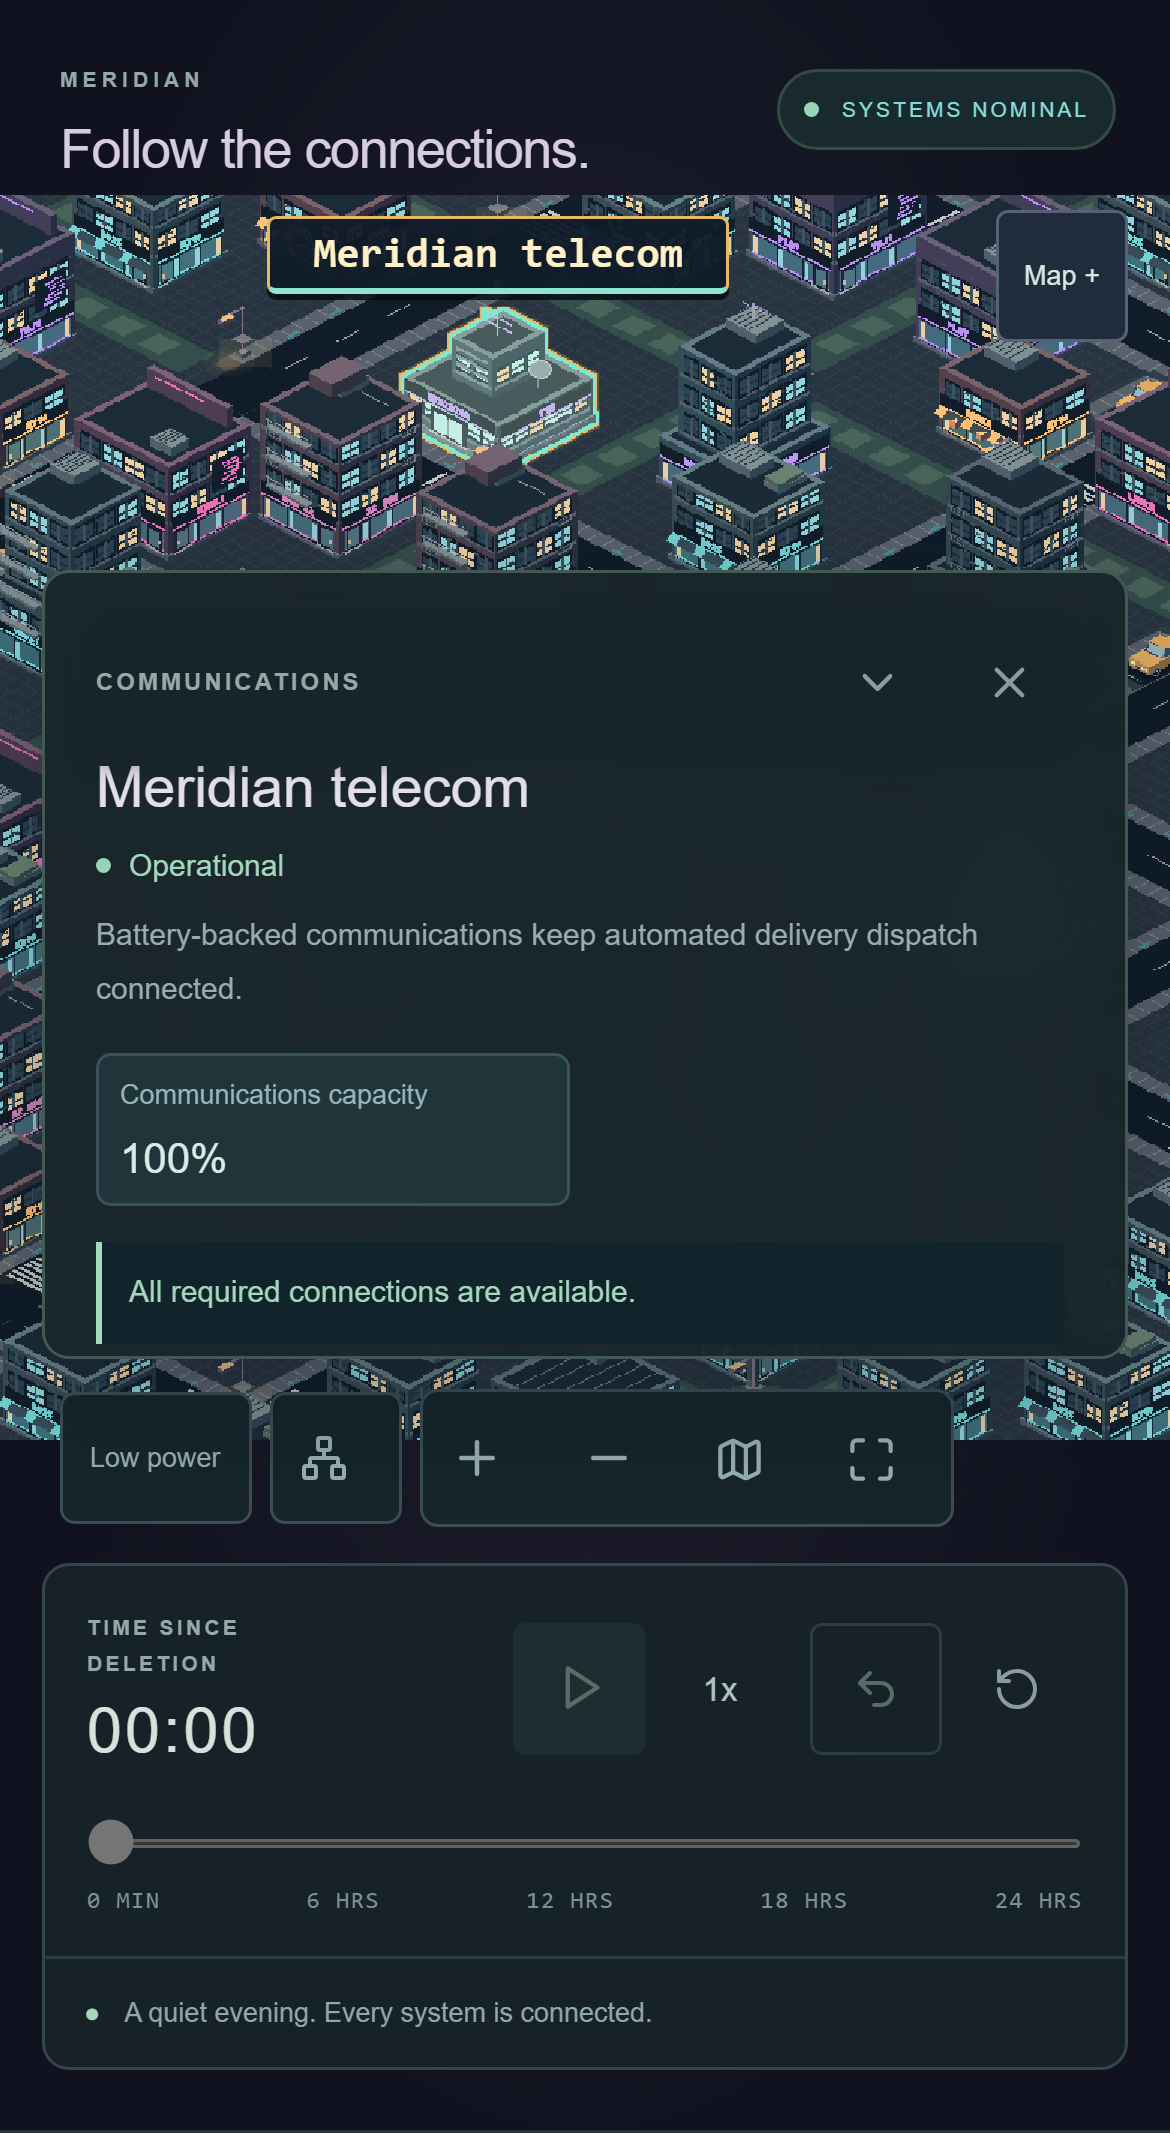 MERIDIAN
Follow the connections.
SYSTEMS NOMINAL
Meridian telecom
Map +
COMMUNICATIONS
Meridian telecom
Operational
Battery-backed communications keep automated delivery dispatch
connected.
Communications capacity
100%
All required connections are available.
Low power
TIME SINCE
DELETION
00:00
1x
0 MIN
6 HRS
12 HRS
18 HRS
24 HRS
A quiet evening. Every system is connected.